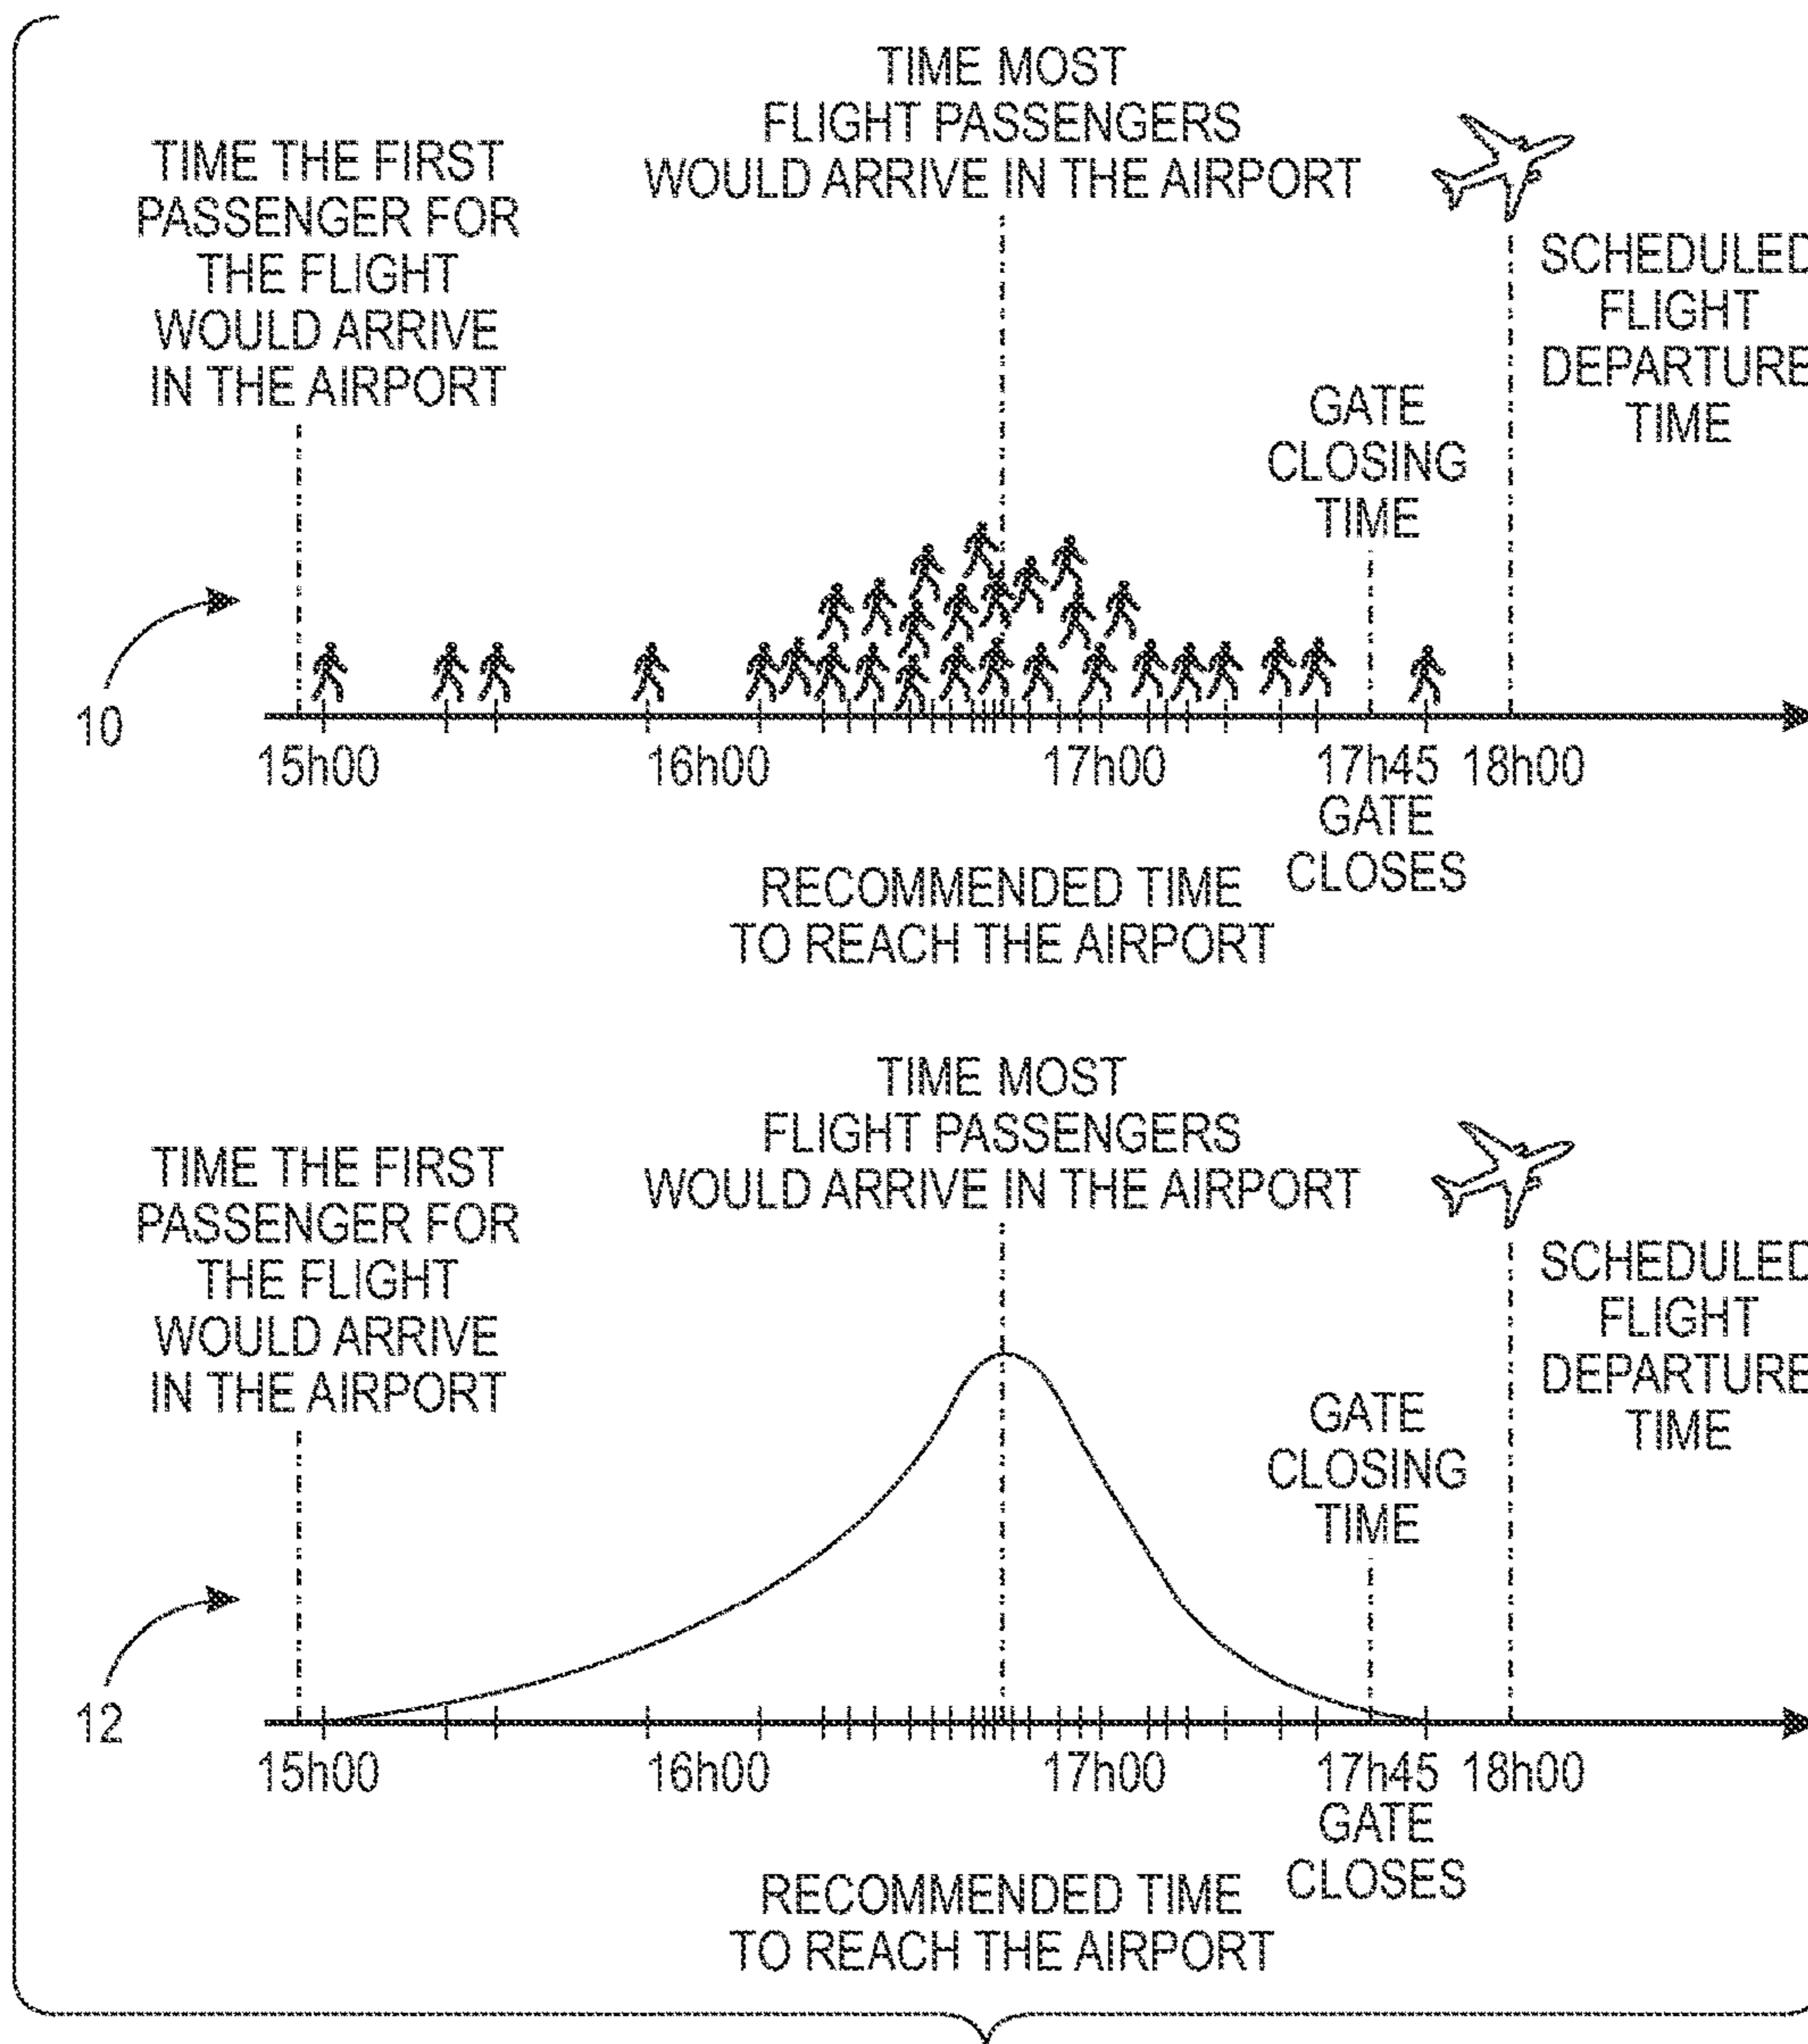 TIME MOST
FLIGHT PASSENGERS
WOULD ARRIVE IN THE AIRPORT
TIME THE FIRST
PASSENGER FOR
THE FLIGHT
WOULD ARRIVE
IN THE AIRPORT
SCHEDULED
FLIGHT
DEPARTURE
TIME
GATE
CLOSING
TIME
10
15h00 16h00 17h00 17h45 18h00
GATE
CLOSES
RECOMMENDED TIME
TO REACH THE AIRPORT
TIME MOST
FLIGHT PASSENGERS
WOULD ARRIVE IN THE AIRPORT
TIME THE FIRST
PASSENGER FOR
THE FLIGHT
WOULD ARRIVE
IN THE AIRPORT
SCHEDULED
FLIGHT
DEPARTURE
TIME
GATE
CLOSING
TIME
12
15h00 16h00 17h00 17h45 18h00
GATE
CLOSES
RECOMMENDED TIME
TO REACH THE AIRPORT